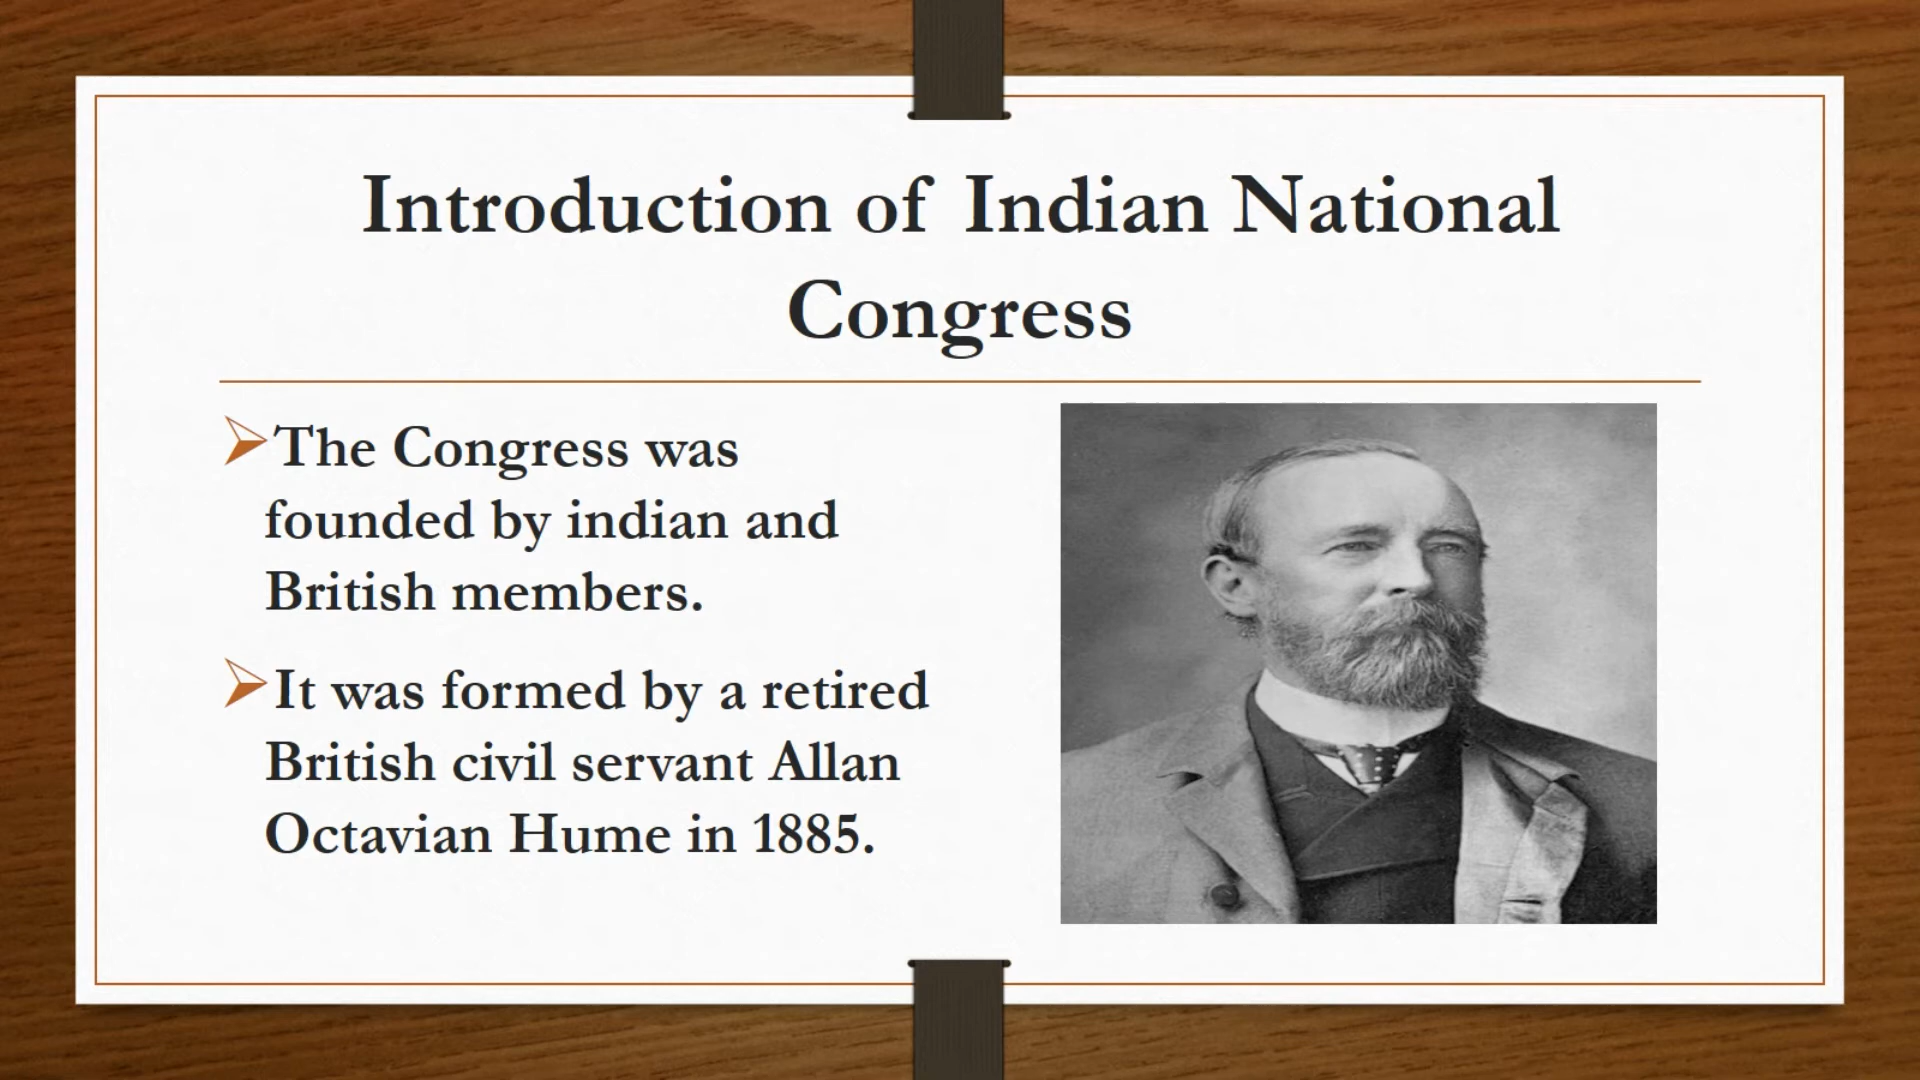 Introduction of Indian National
Congress
The Congress was
founded by indian and
British members.
It was formed by a retired
British civil servant Allan
Octavian Hume in 1885.